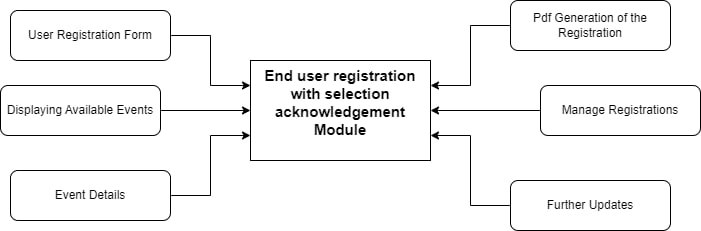 User Registration Form
Displaying Available Events
Event Details
End user registration
with selection
acknowledgement
Module
Pdf Generation of the
Registration
Manage Registrations
Further Updates